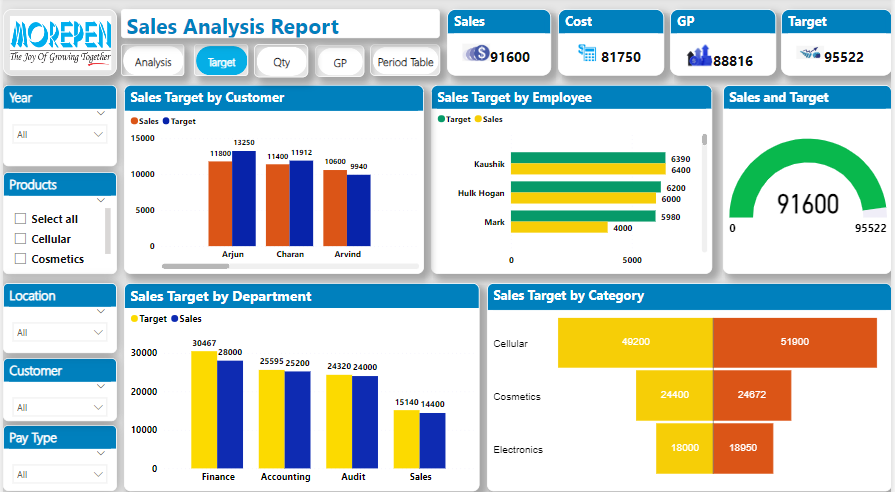 MOREPEN
The Joy Of Growing Together
Sales Analysis Report
Analysis
Target
Qty
GP
Period Table
Sales
91600
Cost
81750
GP
88816
Target
95522
Year
All
Products
Select all
Cellular
Cosmetics
Location
All
Customer
All
Pay Type
All
Sales Target by Customer
Sales Target
15000
10000
5000
0
11800 13250
11400 11912
10600 9940
Arjun Charan Arvind
Sales Target by Employee
Target Sales
Kaushik 6390
6400
Hulk Hogan 6200
6000
Mark 5980
4000
0 5000
Sales and Target
91600
0 95522
Sales Target by Department
Target Sales
30000
20000
10000
0
30467 28000
25595 25200
24320 24000
15140 14400
Finance Accounting Audit Sales
Sales Target by Category
Cellular 49200 51900
Cosmetics 24400 24672
Electronics 18000 18950